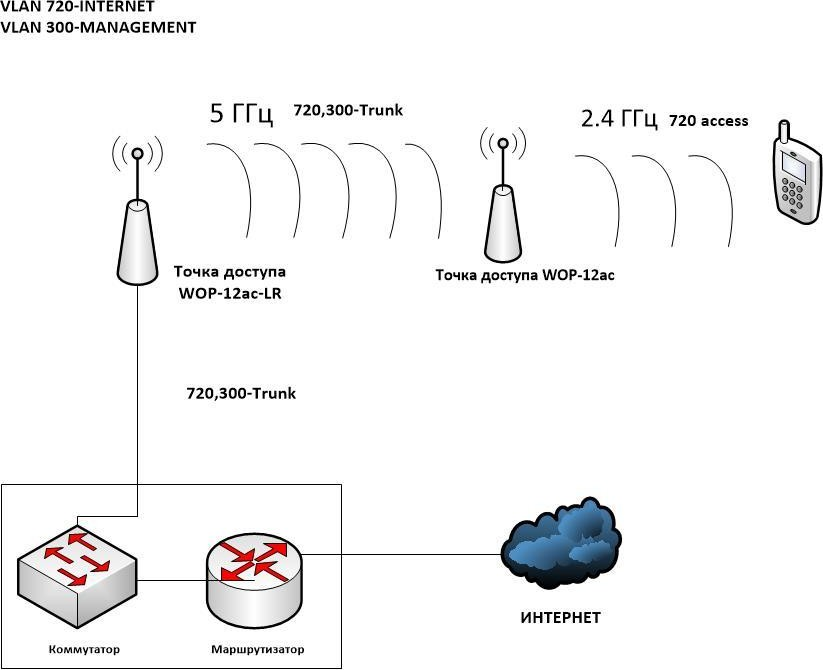 VLAN 720-INTERNET
VLAN 300-MANAGEMENT
5 ГГц 720,300-Trunk
2.4 ГГц 720 access
Точка доступа
WOP-12ac-LR
Точка доступа WOP-12ac
720,300-Trunk
Коммутатор
Маршрутизатор
ИНТЕРНЕТ